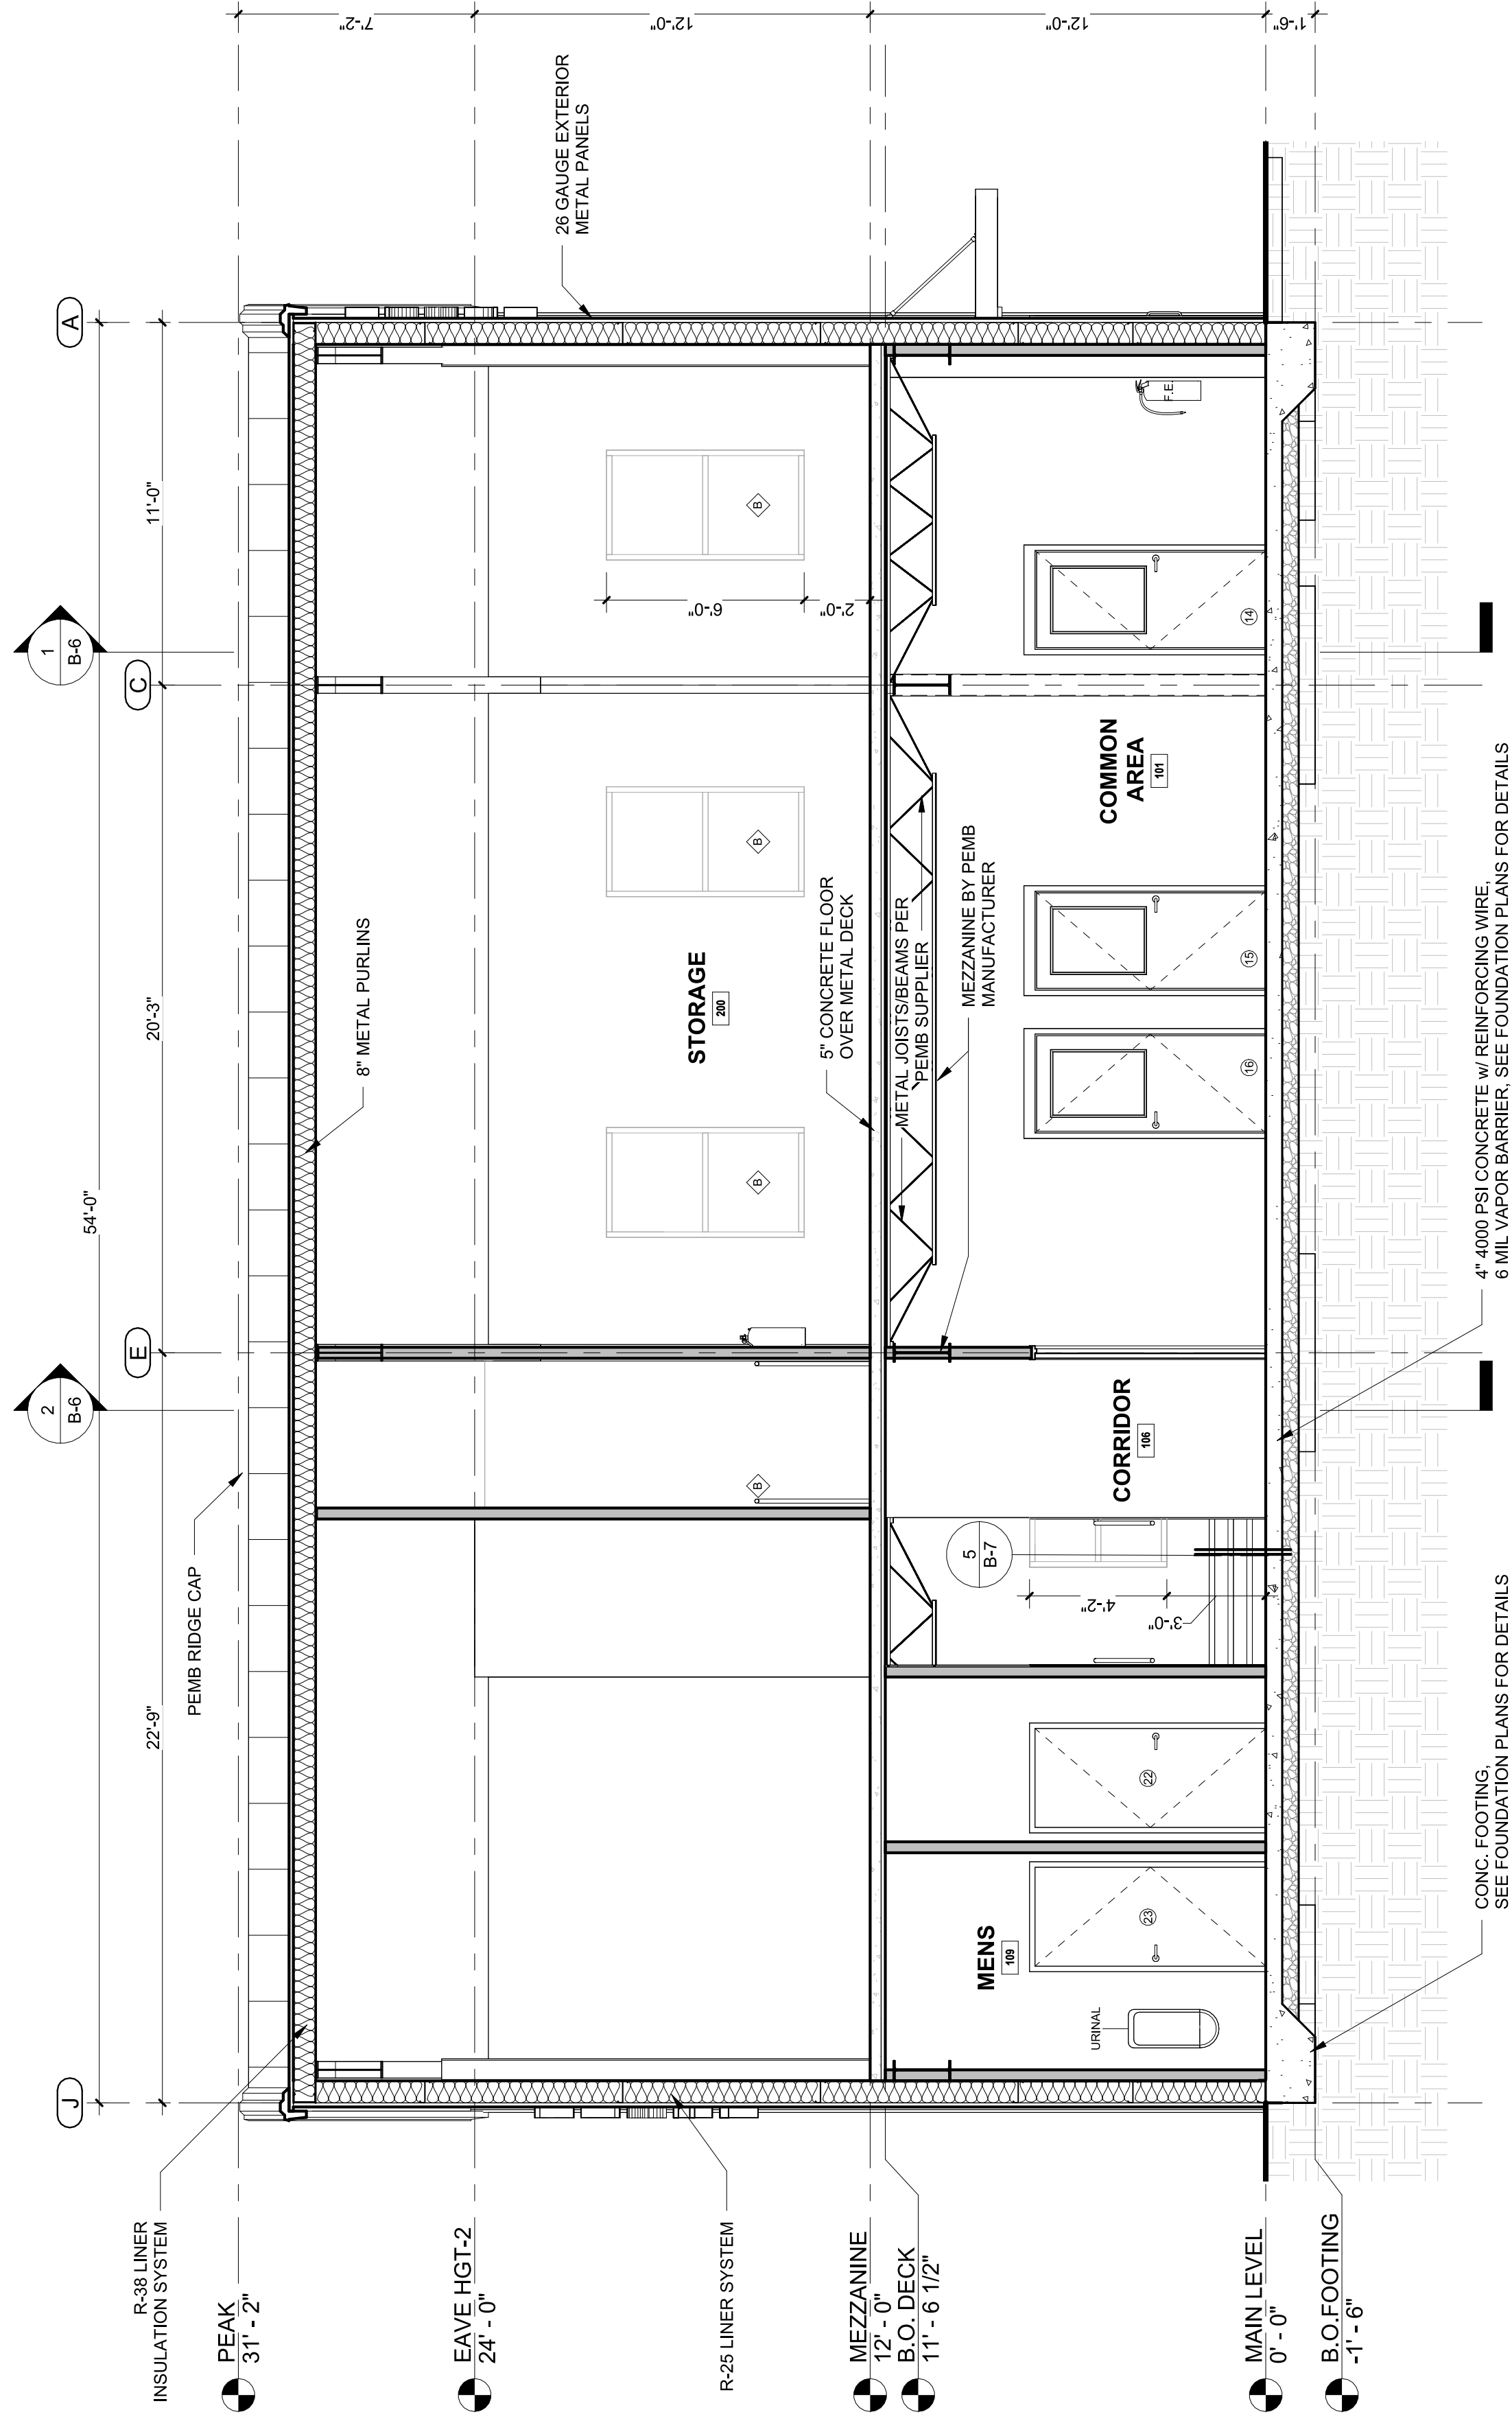 J
E
C
A
54'-0"
22'-9"
20'-3"
11'-0"
2
B-6
1
B-6
R-38 LINER
INSULATION SYSTEM
PEMB RIDGE CAP
8" METAL PURLINS
26 GAUGE EXTERIOR
METAL PANELS
7'-2"
12'-0"
12'-0"
1'-6"
PEAK
31' - 2"
EAVE HGT-2
24' - 0"
R-25 LINER SYSTEM
MEZZANINE
12' - 0"
B.O. DECK
11' - 6 1/2"
MAIN LEVEL
0' - 0"
B.O.FOOTING
-1' - 6"
STORAGE
200
B
B
B
B
6'-0"
2'-0"
5" CONCRETE FLOOR
OVER METAL DECK
METAL JOISTS/BEAMS PER
PEMB SUPPLIER
MEZZANINE BY PEMB
MANUFACTURER
MENS
109
URINAL
23
22
5
B-7
4'-2"
3'-0"
CORRIDOR
106
COMMON
AREA
101
16
15
14
F.E.
CONC. FOOTING,
SEE FOUNDATION PLANS FOR DETAILS
4" 4000 PSI CONCRETE w/ REINFORCING WIRE,
6 MIL VAPOR BARRIER, SEE FOUNDATION PLANS FOR DETAILS